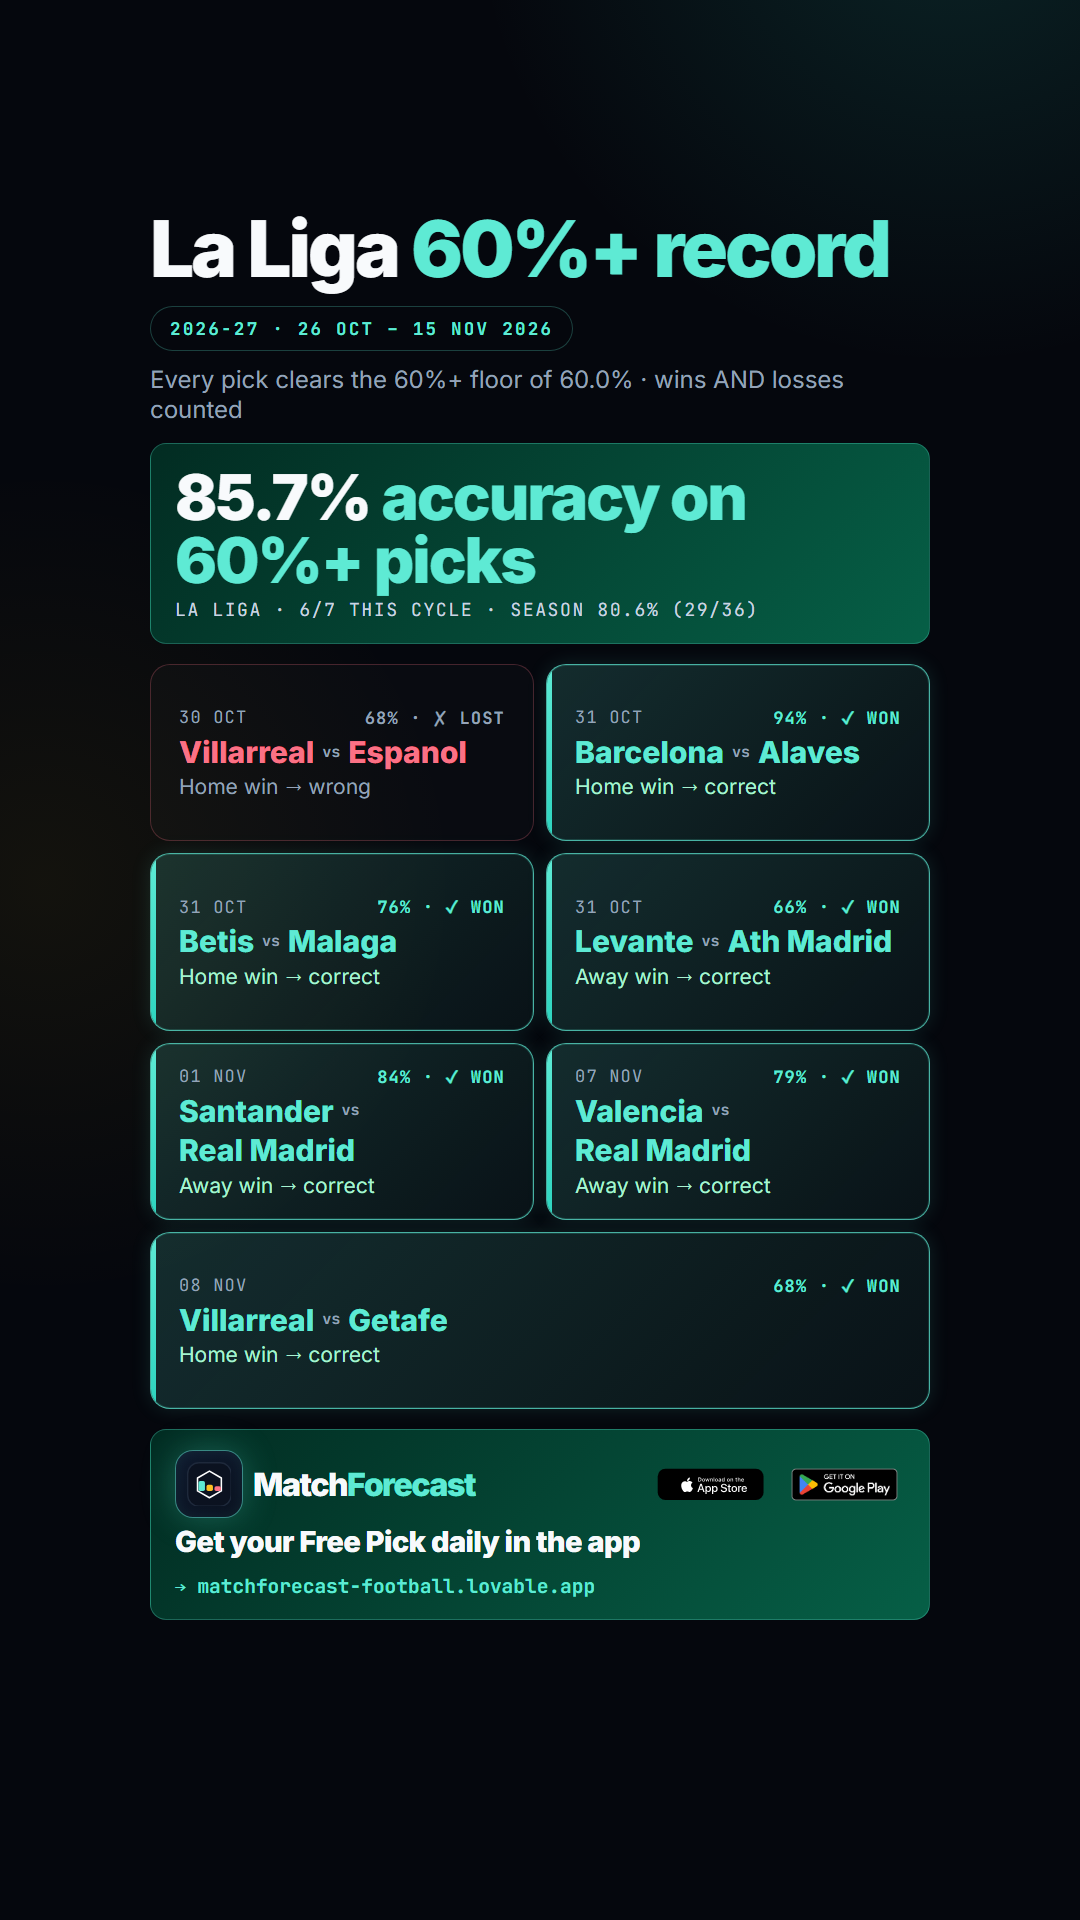 La Liga 60%+ record
2026-27 · 26 OCT – 15 NOV 2026
Every pick clears the 60%+ floor of 60.0% · wins AND losses
counted
85.7% accuracy on
60%+ picks
LA LIGA · 6/7 THIS CYCLE · SEASON 80.6% (29/36)
30 OCT 68% · ✗ LOST
Villarreal vs Espanol
Home win → wrong
31 OCT 94% · ✓ WON
Barcelona vs Alaves
Home win → correct
31 OCT 76% · ✓ WON
Betis vs Malaga
Home win → correct
31 OCT 66% · ✓ WON
Levante vs Ath Madrid
Away win → correct
01 NOV 84% · ✓ WON
Santander vs
Real Madrid
Away win → correct
07 NOV 79% · ✓ WON
Valencia vs
Real Madrid
Away win → correct
08 NOV 68% · ✓ WON
Villarreal vs Getafe
Home win → correct
MatchForecast
Download on the
App Store
GET IT ON
Google Play
Get your Free Pick daily in the app
→ matchforecast-football.lovable.app